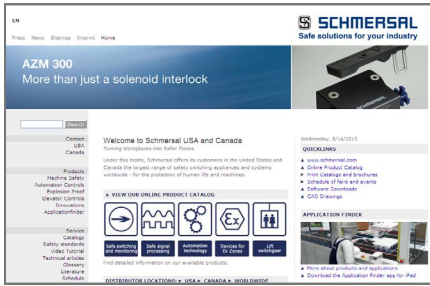 EN
SCHMERSAL
Safe solutions for your industry
Press News Sitemap Imprint Home
AZM 300
More than just a solenoid interlock
Search
Contact
USA
Canada
Products
Machine Safety
Automation Controls
Explosion Proof
Elevator Controls
Innovations
Applicationfinder
Service
Catalogs
Safety standards
Video Tutorial
Technical articles
Glossary
Literature
Schedule
Welcome to Schmersal USA and Canada
Turning Workplaces into Safer Places
Under this motto, Schmersal offers its customers in the United States and
Canada the largest range of safety switching appliances and systems
worldwide - for the protection of human life and machines.
VIEW OUR ONLINE PRODUCT CATALOG
Safe switching and monitoring
Safe signal processing
Automation technology
Devices for Ex Zones
Lift switchgear
Find detailed information on our available products.
DISTRIBUTOR LOCATIONS: USA CANADA WORLDWIDE
Wednesday, 8/14/2013
QUICKLINKS
www.schmersal.com
Online Product Catalog
Print Catalogs and brochures
Schedule of fairs and events
Software Downloads
CAD Drawings
APPLICATION FINDER
More about products and applications
Download the Application Finder app for iPad